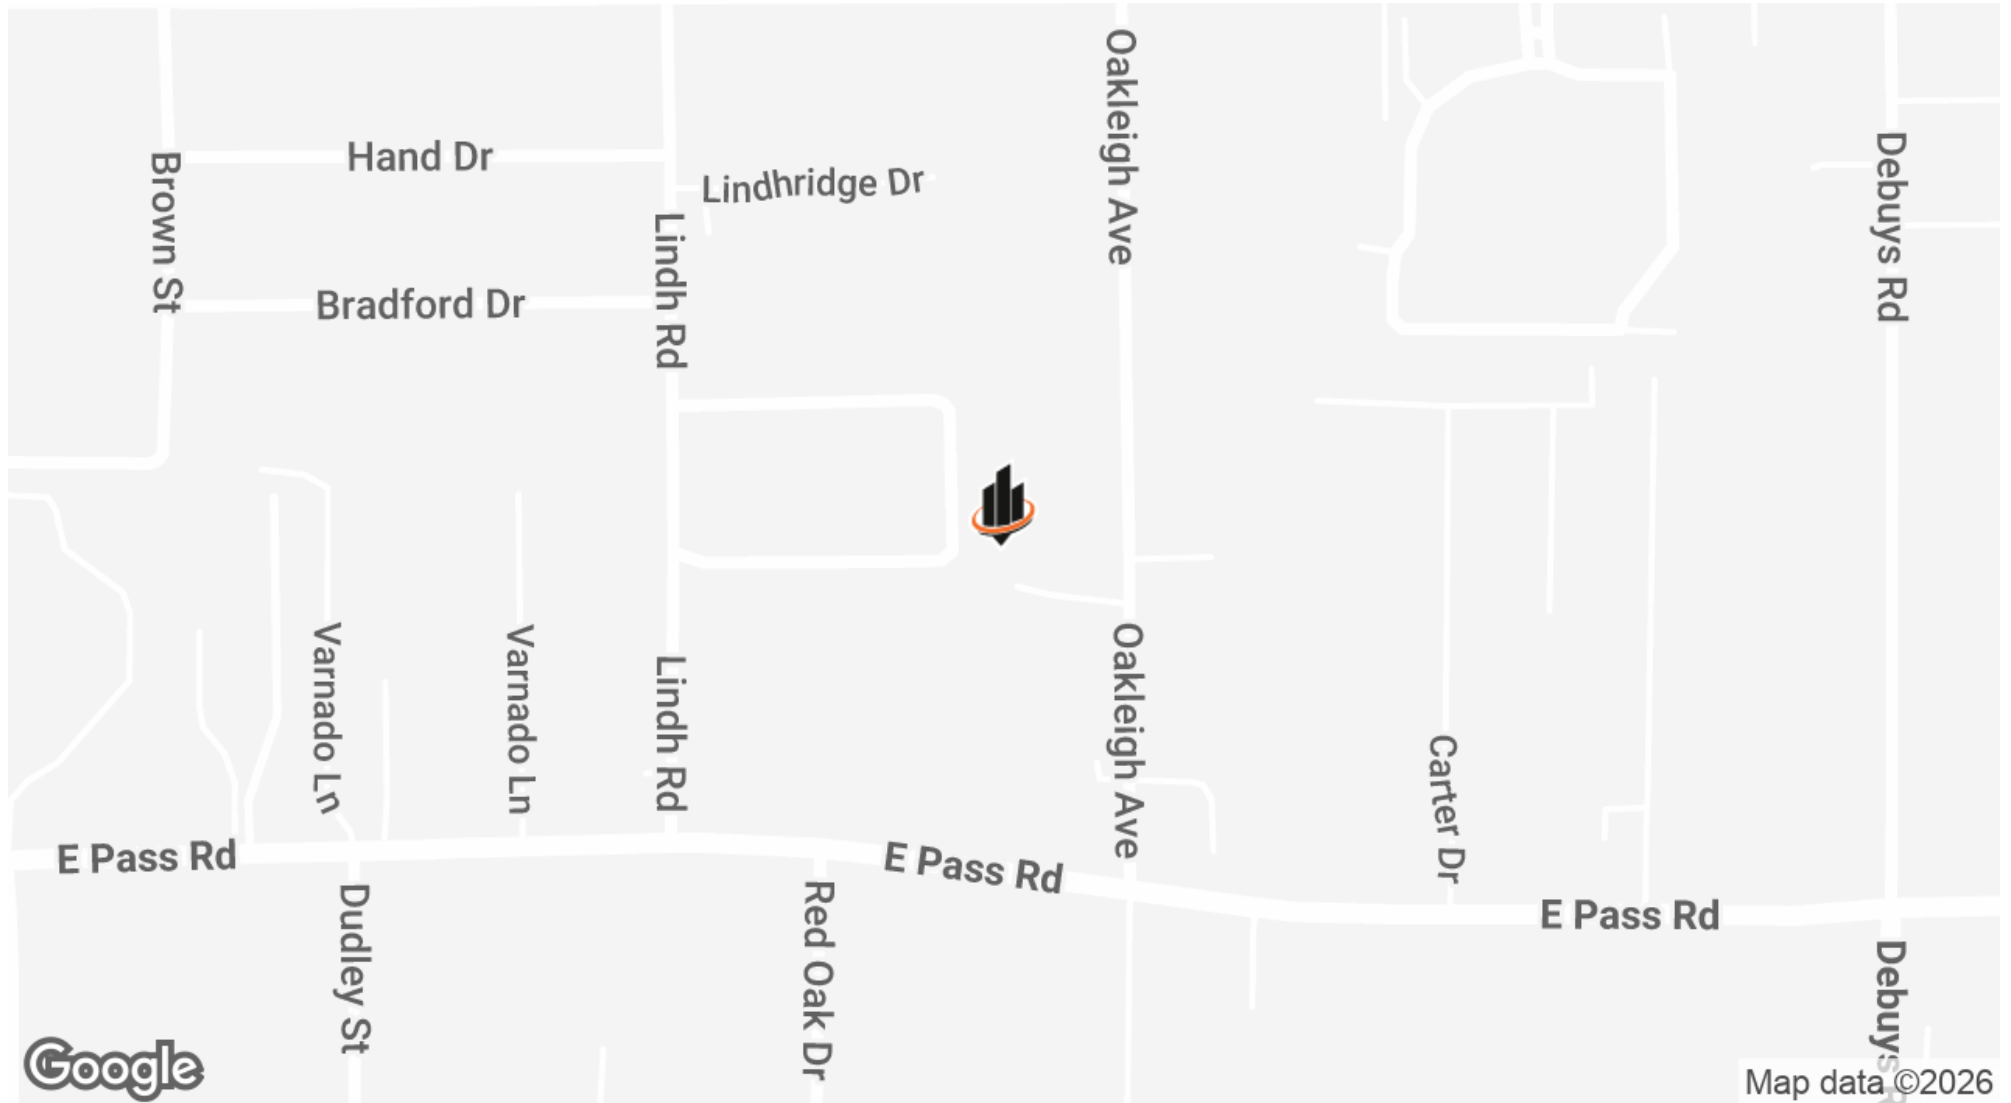 Oakleigh Ave
Hand Dr
Lindhridge Dr
Brown St
Debuys Rd
Lindh Rd
Bradford Dr
Varnado Ln
Varnado Ln
Lindh Rd
Oakleigh Ave
Carter Dr
E Pass Rd
E Pass Rd
E Pass Rd
Dudley St
Red Oak Dr
Debuys R
Google
Map data ©2026